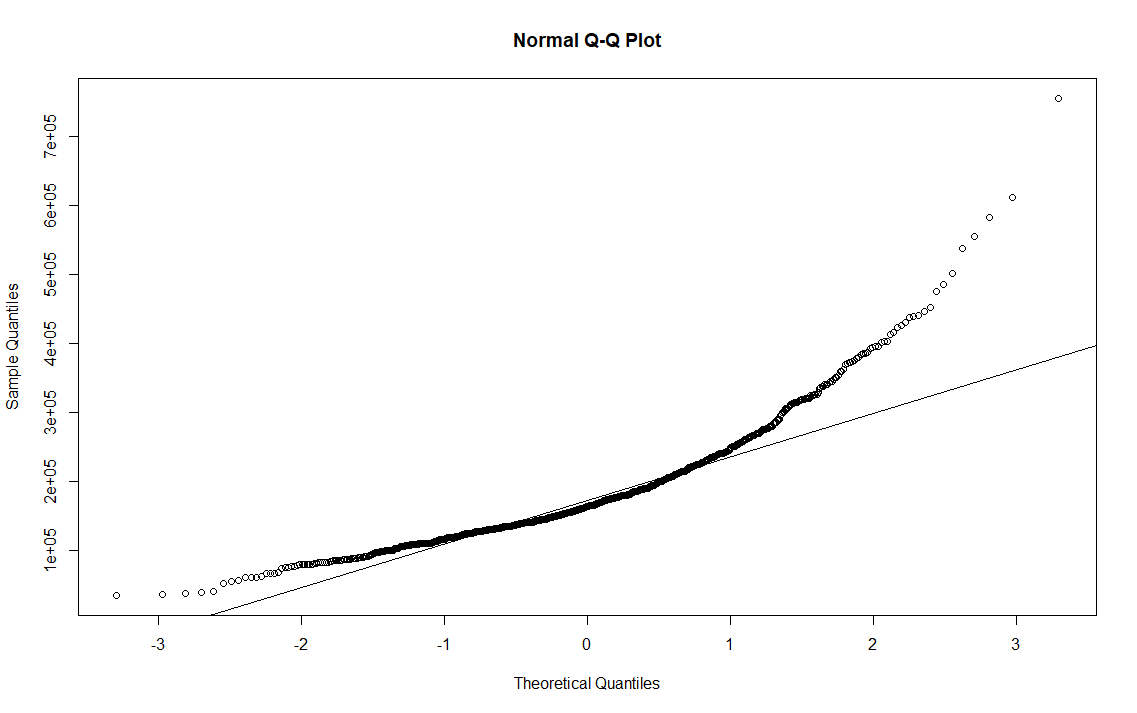 Normal Q-Q Plot
Sample Quantiles
7e+05
6e+05
5e+05
4e+05
3e+05
2e+05
1e+05
-3 -2 -1 0 1 2 3
Theoretical Quantiles